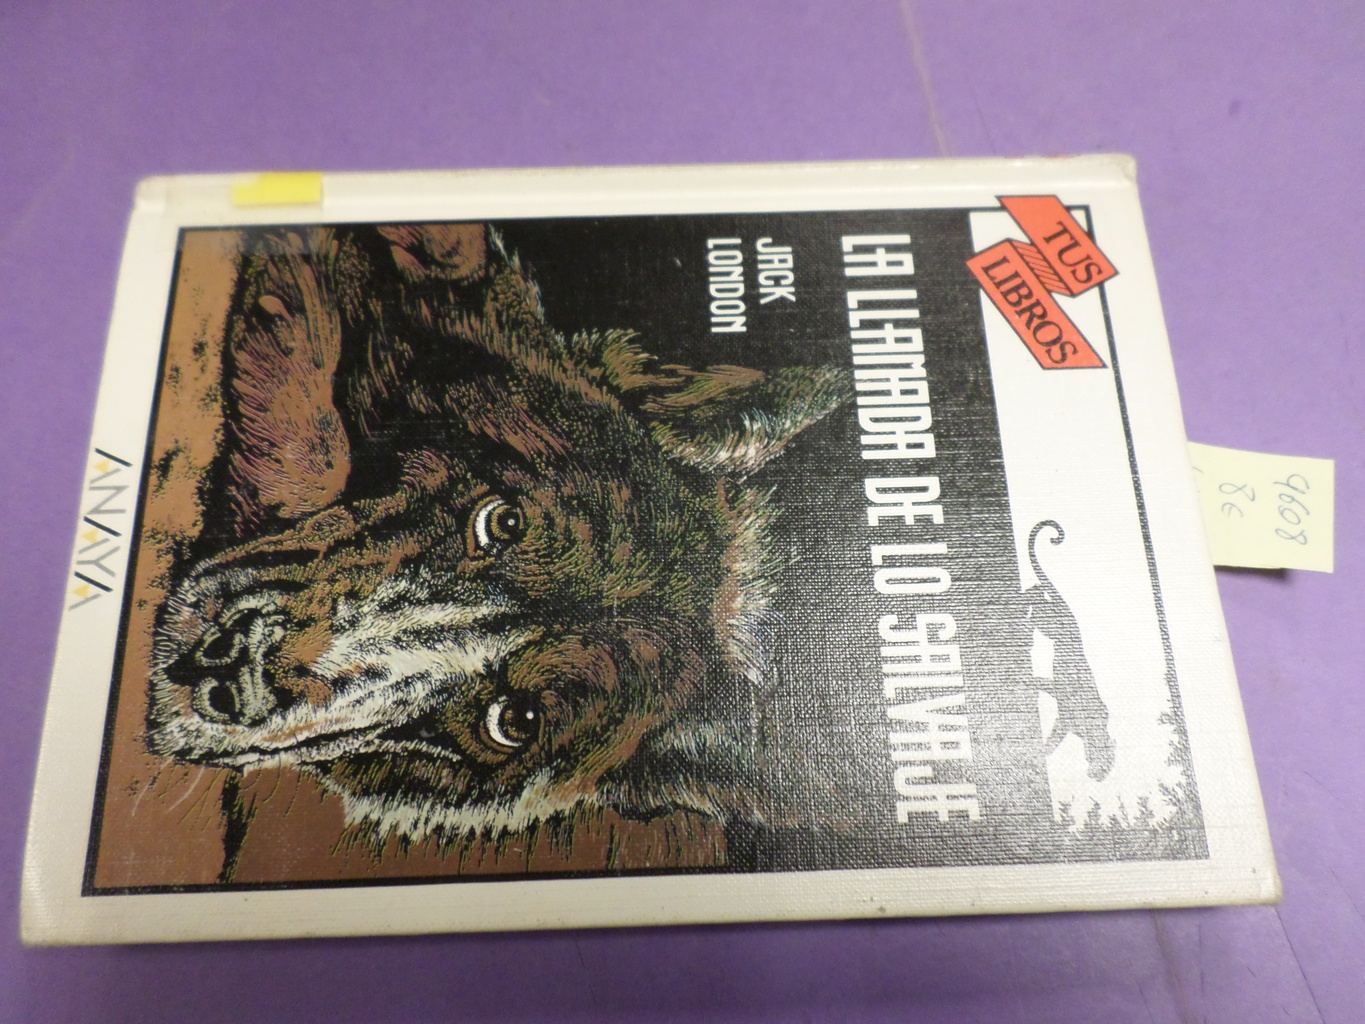 TUS
LIBROS
LA LLAMADA DE LO SALVAJE
JACK
LONDON
ANAYA
9608
8€